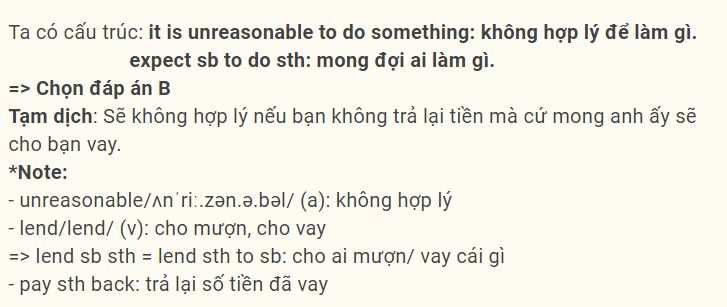 Ta có cấu trúc: it is unreasonable to do something: không hợp lý để làm gì.
expect sb to do sth: mong đợi ai làm gì.
=> Chọn đáp án B
Tạm dịch: Sẽ không hợp lý nếu bạn không trả lại tiền mà cứ mong anh ấy sẽ
cho bạn vay.
*Note:
- unreasonable/ʌnˈriː.zən.ə.bəl/ (a): không hợp lý
- lend/lend/ (v): cho mượn, cho vay
=> lend sb sth = lend sth to sb: cho ai mượn/ vay cái gì
- pay sth back: trả lại số tiền đã vay